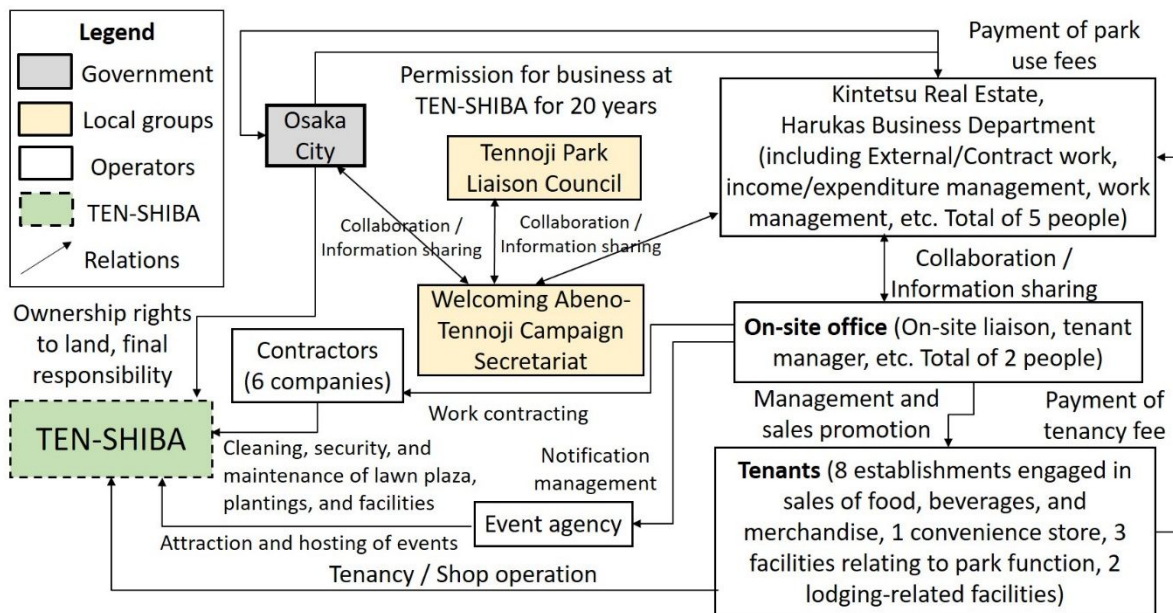 Legend
Government
Local groups
Operators
TEN-SHIBA
Relations
Payment of park
use fees
Permission for business at
TEN-SHIBA for 20 years
Osaka
City
Tennoji Park
Liaison Council
Kintetsu Real Estate,
Harukas Business Department
(including External/Contract work,
income/expenditure management, work
management, etc. Total of 5 people)
Collaboration /
Information sharing
Collaboration /
Information sharing
Collaboration /
Information sharing
Ownership rights
to land, final
responsibility
Contractors
(6 companies)
Welcoming Abeno-
Tennoji Campaign
Secretariat
On-site office (On-site liaison, tenant
manager, etc. Total of 2 people)
Work contracting
Management and
sales promotion
Payment of
tenancy fee
TEN-SHIBA
Cleaning, security, and
maintenance of lawn plaza,
plantings, and facilities
Notification
management
Event agency
Attraction and hosting of events
Tenants (8 establishments engaged in
sales of food, beverages, and
merchandise, 1 convenience store, 3
facilities relating to park function, 2
lodging-related facilities)
Tenancy / Shop operation